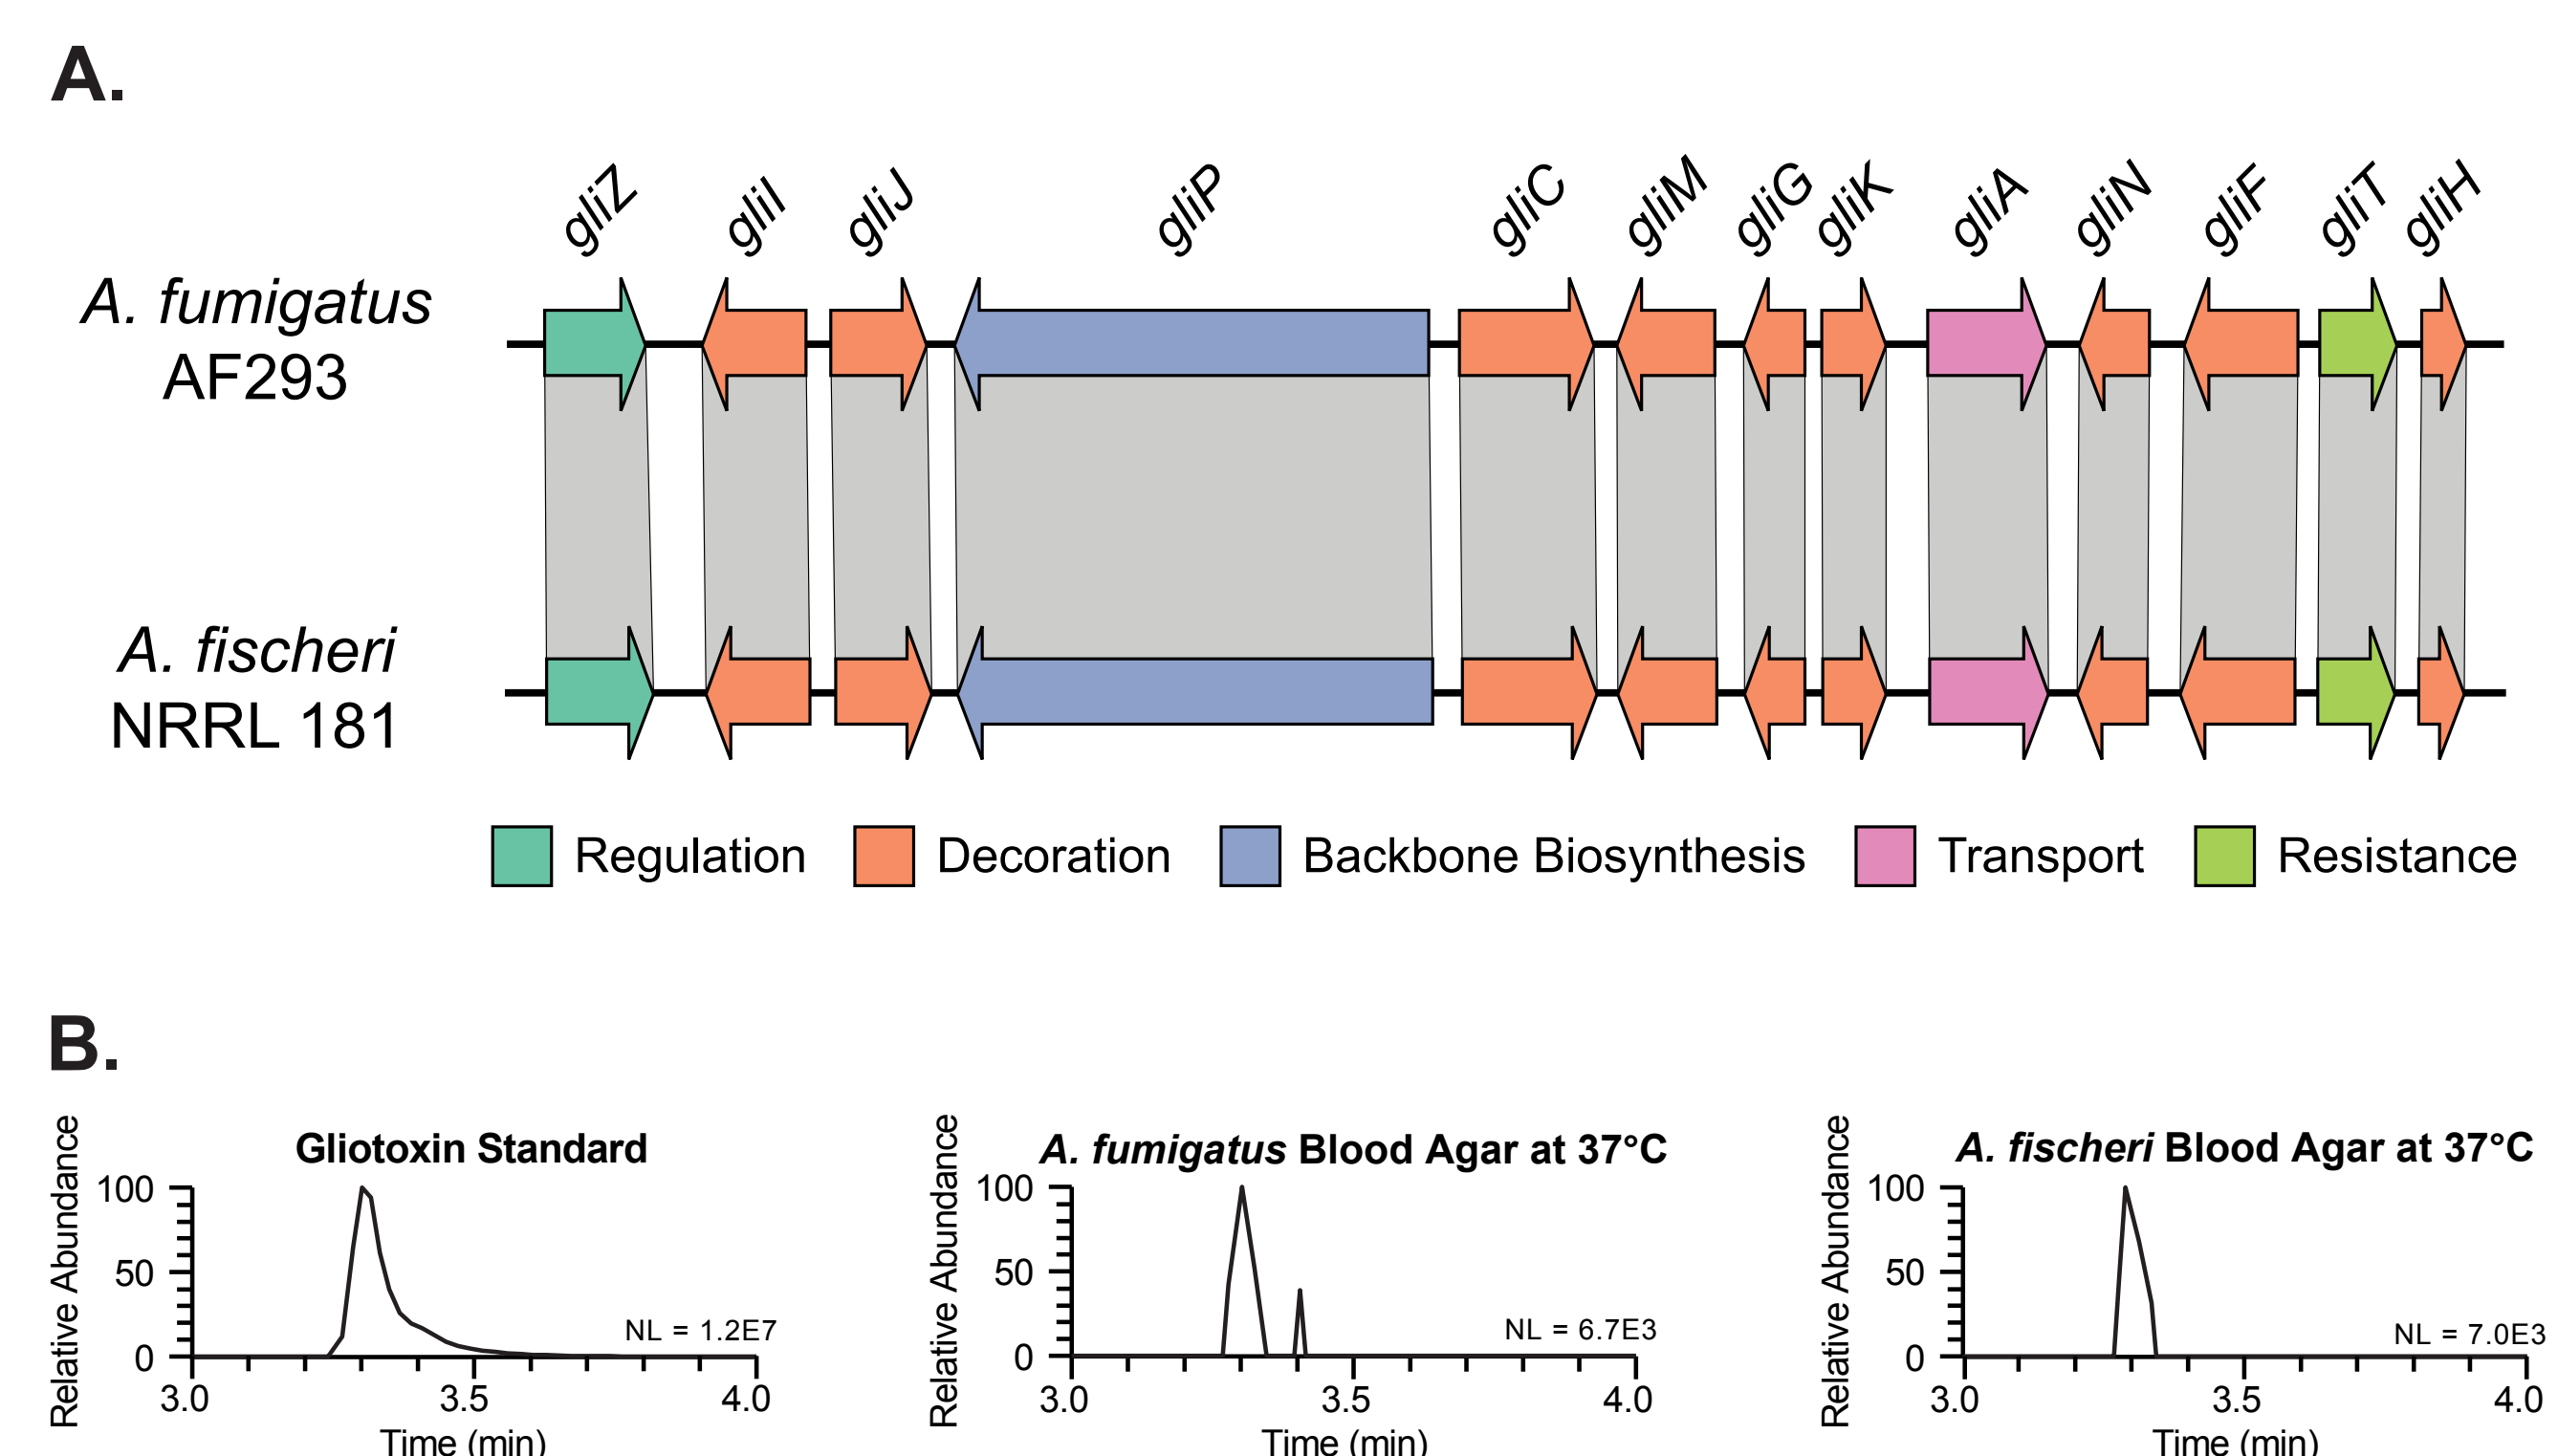 A.
gliZ gliI gliJ gliP gliC gliM gliG gliK gliA gliN gliF gliT gliH
A. fumigatus
AF293
A. fischeri
NRRL 181
Regulation Decoration Backbone Biosynthesis Transport Resistance
B.
Gliotoxin Standard
Relative Abundance
100
50
0
NL = 1.2E7
3.0 3.5 4.0
Time (min)
A. fumigatus Blood Agar at 37°C
Relative Abundance
100
50
0
NL = 6.7E3
3.0 3.5 4.0
Time (min)
A. fischeri Blood Agar at 37°C
Relative Abundance
100
50
0
NL = 7.0E3
3.0 3.5 4.0
Time (min)